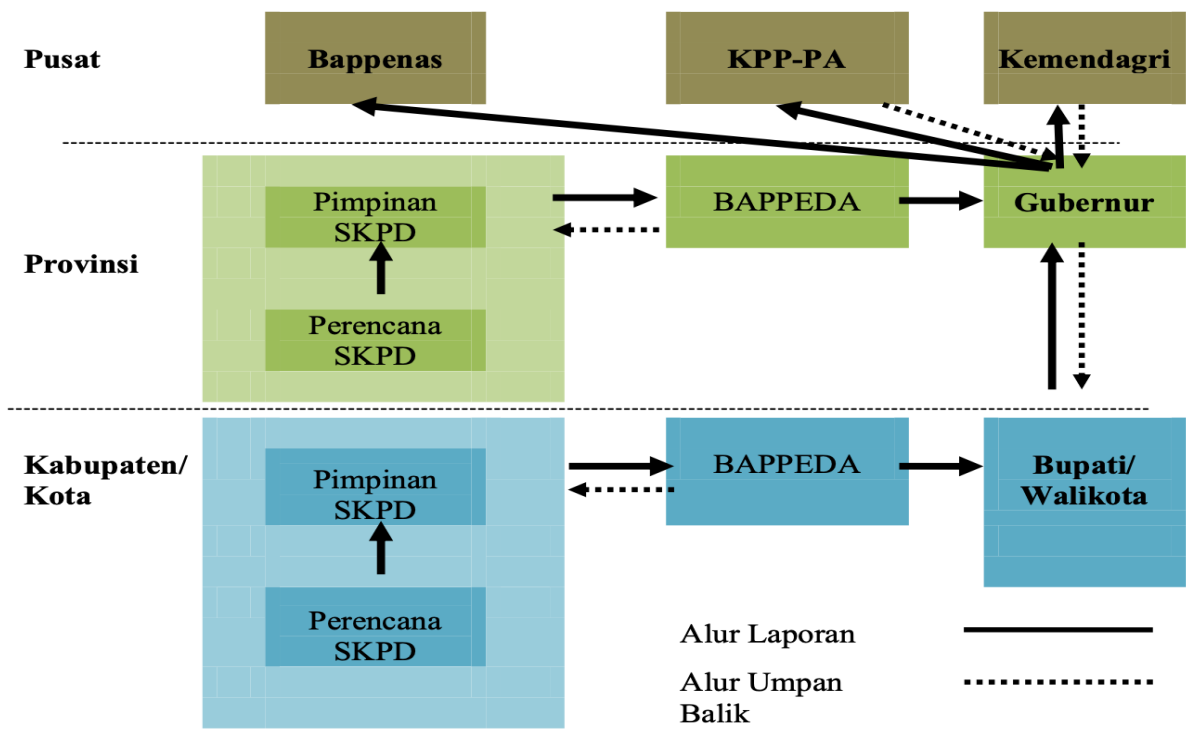 Pusat
Bappenas
KPP-PA
Kemendagri
Provinsi
Pimpinan
SKPD
BAPPEDA
Gubernur
Perencana
SKPD
Kabupaten/
Kota
Pimpinan
SKPD
BAPPEDA
Bupati/
Walikota
Perencana
SKPD
Alur Laporan
Alur Umpan
Balik